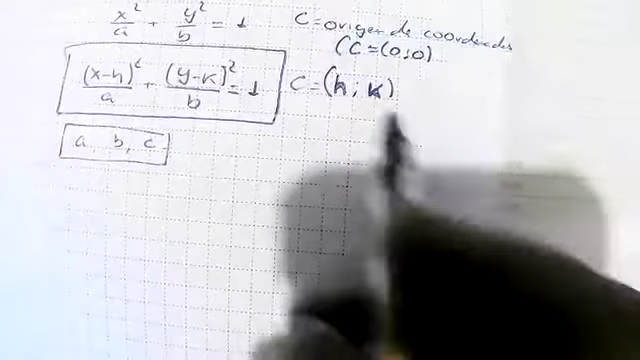 x²/a + y²/b = 1
C = origen de coordenadas
(C = (0;0)
(x-h)²/a + (y-k)²/b = 1
C = (h; k)
a, b, c.